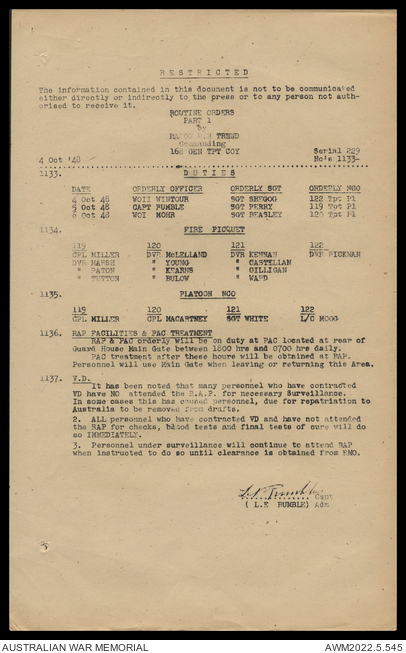 RESTRICTED
The information contained in this document is not to be communicated
either directly or indirectly to the press or to any person not auth-
orised to receive it.
ROUTINE ORDERS
PART 1
by
TREWD
Commanding
168 GEN TPT COY Serial 229
4 Oct '48 No's 1133-
1133. DUTIES
DATE ORDERLY OFFICER ORDERLY SGT ORDERLY NCO
4 Oct 48 WOII WINTOUR SGT SHEGOG 122 Tpt Pl
5 Oct 48 CAPT RUMBLE SGT PERRY 119 Tpt Pl
6 Oct 48 WOI MOHR SGT BEASLEY 120 Tpt Pl
1134. FIRE PICQUET
119 120 121 122
CPL MILLER DVR McLELLAND DVR KEENAN DVR HICKMAN
DVR MARSH " YOUNG " CASTELLAN
" PATON " KEARNS " GILLIGAN
" TUTTON " BULOW " WARD
1135. PLATOON NCO
119 120 121 122
CPL MILLER CPL MACARTNEY SGT WHITE L/C MOGG
1136. RAP FACILITIES & PAC TREATMENT
RAP & PAC orderly will be on duty at PAC located at rear of
Guard House Main Gate between 1800 hrs and 0700 hrs daily.
PAC treatment after these hours will be obtained at RAP.
Personnel will use Main Gate when leaving or returning this Area.
1137. V.D.
It has been noted that many personnel who have contracted
VD have NO attended the R.A.P. for necessary Surveillance.
In some cases this has caused personnel, due for repatriation to
Australia to be removed from drafts.
2. ALL personnel who have contracted VD and have not attended
the RAP for checks, blood tests and final tests of cure will do
so IMMEDIATELY.
3. Personnel under surveillance will continue to attend RAP
when instructed to do so until clearance is obtained from RMO.
Capt
( L.E RUMBLE) Adm
AUSTRALIAN WAR MEMORIAL AWM2022.5.545